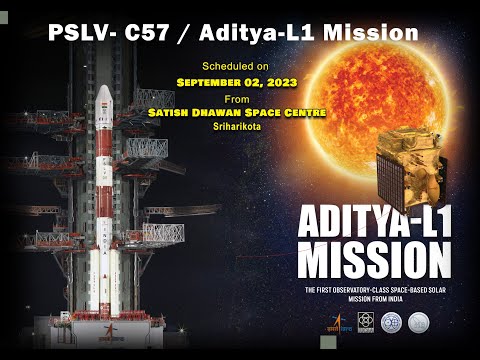 PSLV- C57 / Aditya-L1 Mission
Scheduled on
September 02, 2023
From
Satish Dhawan Space Centre
Sriharikota
ADITYA-L1
MISSION
THE FIRST OBSERVATORY-CLASS SPACE-BASED SOLAR
MISSION FROM INDIA